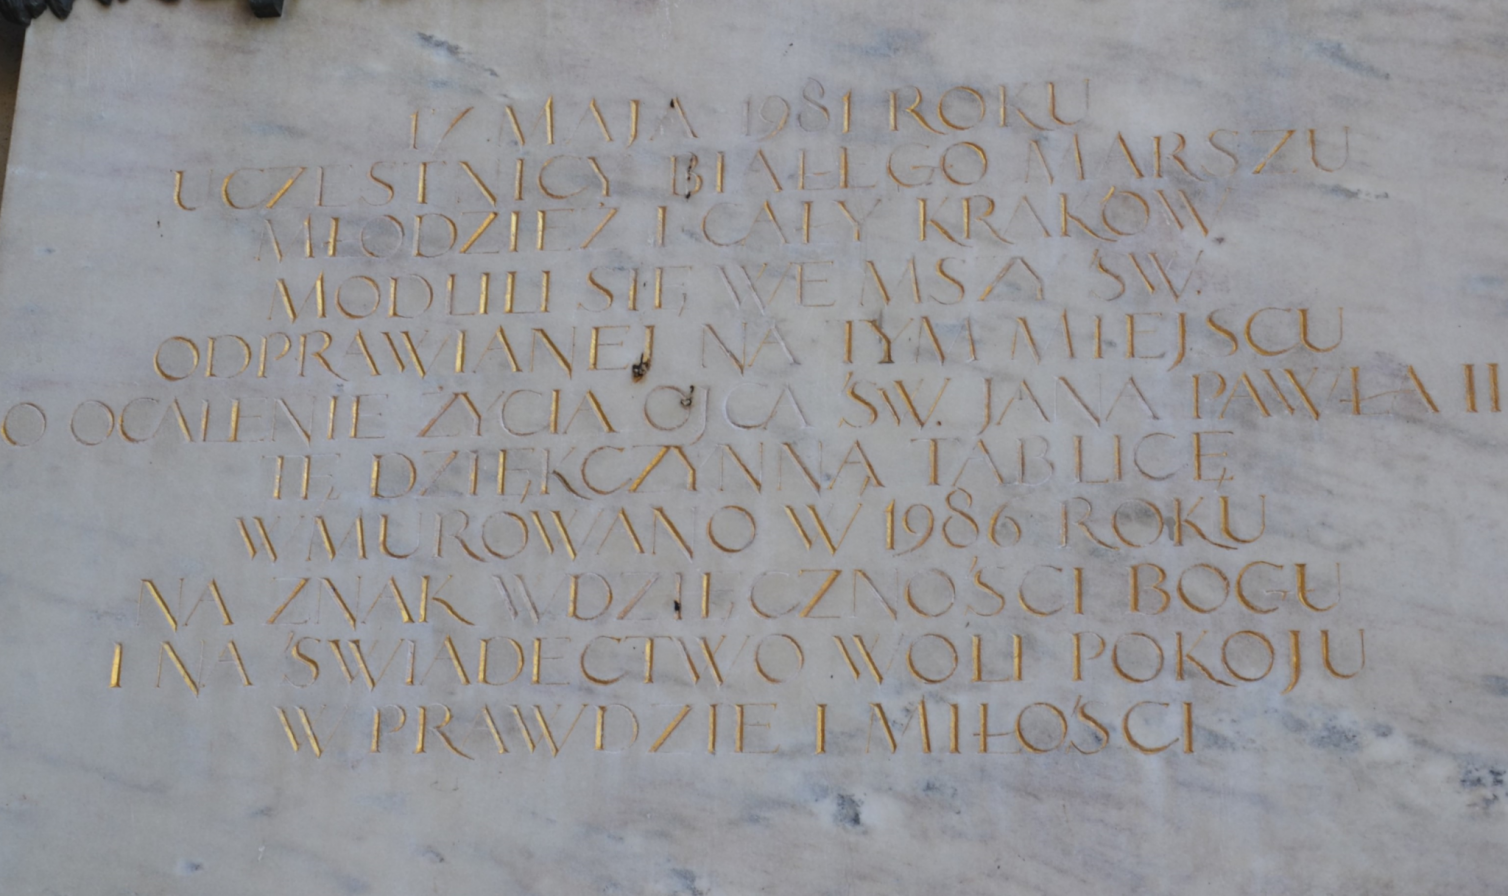 17 MAJA 1981 ROKU
UCZESTNICY BIAŁEGO MARSZU
MŁODZIEŻ I CAŁY KRAKÓW
MODLILI SIĘ WE MSZY ŚW.
ODPRAWIANEJ NA TYM MIEJSCU
O OCALENIE ŻYCIA OJCA ŚW. JANA PAWŁA II
TĘ DZIĘKCZYNNĄ TABLICĘ
WMUROWANO W 1986 ROKU
NA ZNAK WDZIĘCZNOŚCI BOGU
I NA ŚWIADECTWO WOLI POKOJU
W PRAWDZIE I MIŁOŚCI